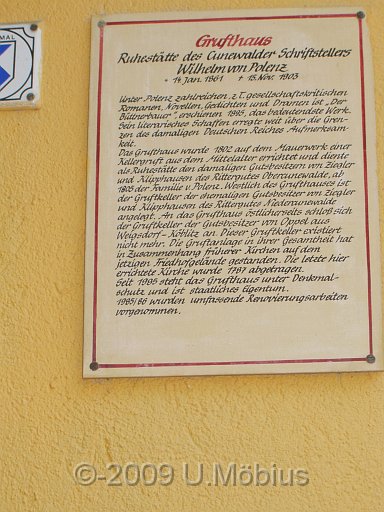 MAL
Grufthaus
Ruhestätte des Cunewalder Schriftstellers
Wilhelm von Polenz
* 14. Jan. 1861 † 13. Nov. 1903
Unter Polenz zahlreichen, z.T. gesellschaftskritischen
Romanen, Novellen, Gedichten und Dramen ist „Der
Büttnerbauer", erschienen 1895, das bedeutendste Werk.
Sein literarisches Schaffen erregte weit über die Gren-
zen des damaligen Deutschen Reiches Aufmerksam-
keit.
Das Grufthaus wurde 1802 auf dem Mauerwerk einer
Kellergruft aus dem Mittelalter errichtet und diente
als Ruhestätte den damaligen Gutsbesitzern von Ziegler
und Klipphausen des Rittergutes Obercunewalde, ab
1803 der Familie v. Polenz. Westlich des Grufthauses ist
der Gruftkeller der ehemaligen Gutsbesitzer von Ziegler
und Klipphausen des Rittergutes Niedercunewalde
angelegt. An das Grufthaus östlicherseits schloß sich
der Gruftkeller der Gutsbesitzer von Oppel aus
Weigsdorf-Köblitz an. Dieser Gruftkeller existiert
nicht mehr. Die Gruftanlage in ihrer Gesamtheit hat
in Zusammenhang früherer Kirchen auf dem
jetzigen Friedhofgelände gestanden. Die letzte hier
errichtete Kirche wurde 1797 abgetragen.
Seit 1955 steht das Grufthaus unter Denkmal-
schutz und ist staatliches Eigentum.
1985/86 wurden umfassende Renovierungsarbeiten
vorgenommen.
©-2009 U.Möbius